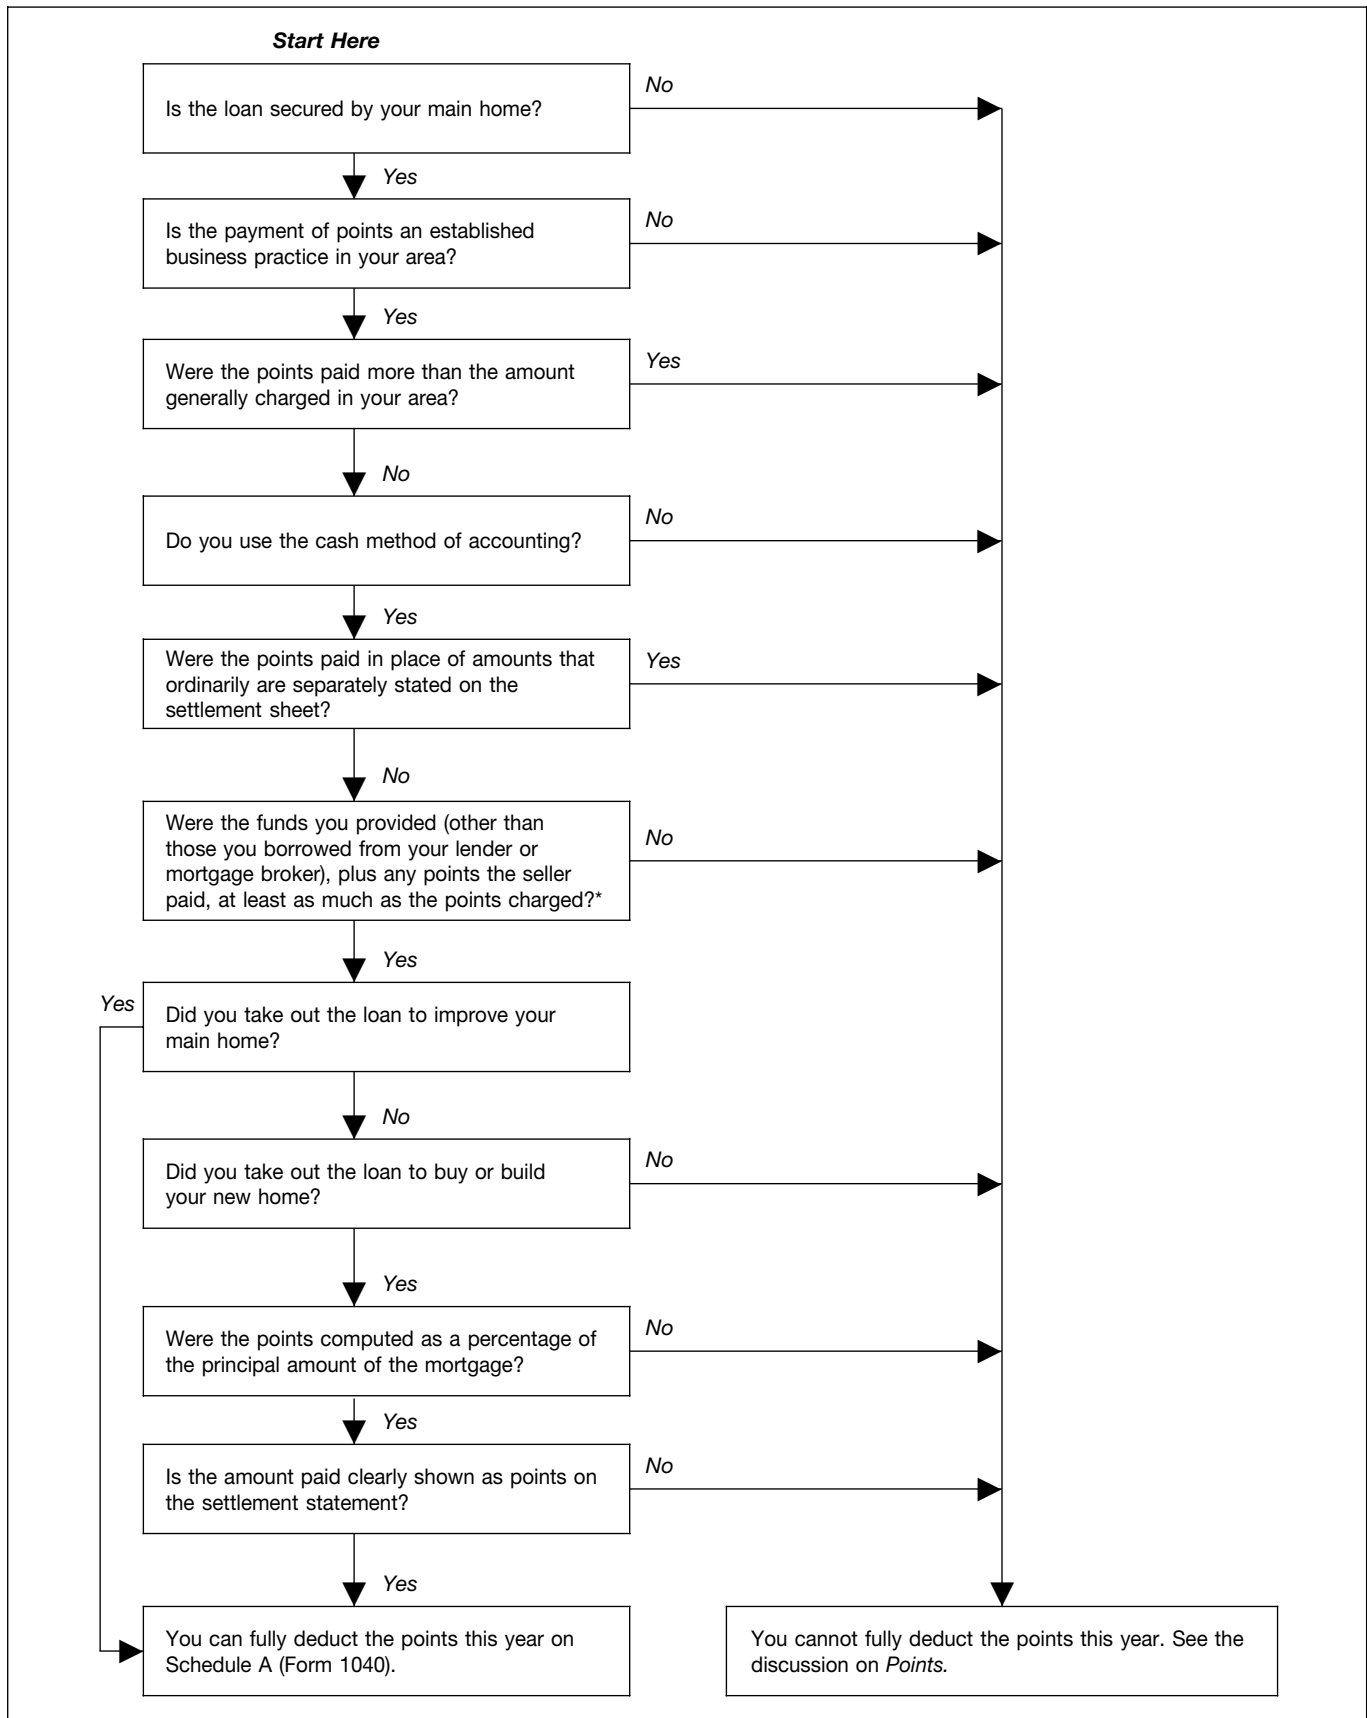 Start Here
Is the loan secured by your main home?
No
Yes
Is the payment of points an established
business practice in your area?
No
Yes
Were the points paid more than the amount
generally charged in your area?
Yes
No
Do you use the cash method of accounting?
No
Yes
Were the points paid in place of amounts that
ordinarily are separately stated on the
settlement sheet?
Yes
No
Were the funds you provided (other than
those you borrowed from your lender or
mortgage broker), plus any points the seller
paid, at least as much as the points charged?*
No
Yes
Did you take out the loan to improve your
main home?
Yes
No
Did you take out the loan to buy or build
your new home?
No
Yes
Were the points computed as a percentage of
the principal amount of the mortgage?
No
Yes
Is the amount paid clearly shown as points on
the settlement statement?
No
Yes
You can fully deduct the points this year on
Schedule A (Form 1040).
You cannot fully deduct the points this year. See the
discussion on Points.